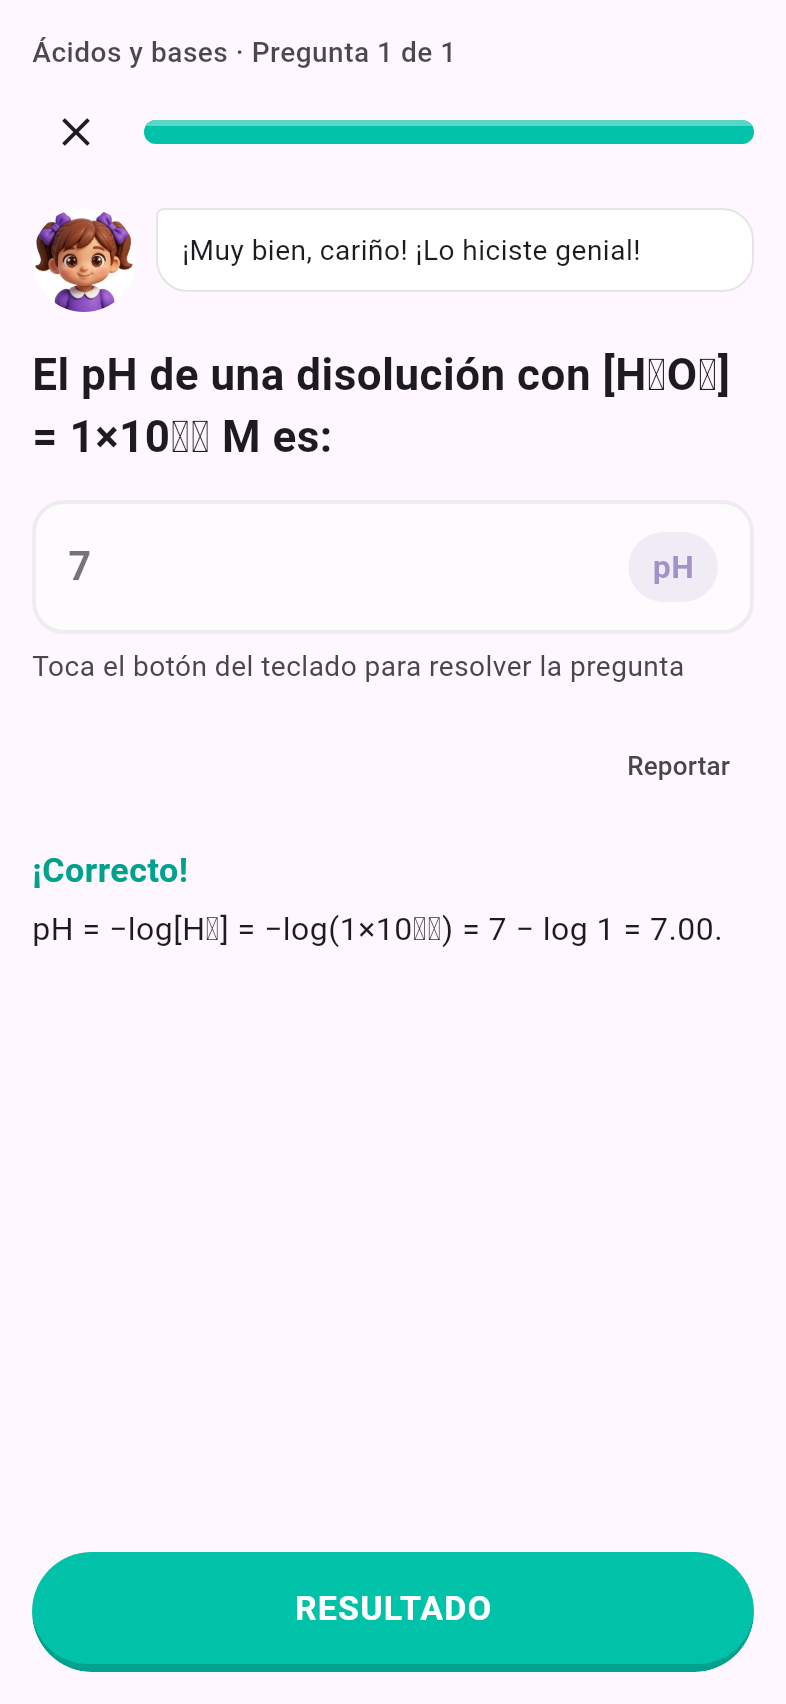 Ácidos y bases · Pregunta 1 de 1
¡Muy bien, cariño! ¡Lo hiciste genial!
El pH de una disolución con [H▯O▯]
= 1×10▯▯ M es:
7
pH
Toca el botón del teclado para resolver la pregunta
Reportar
¡Correcto!
pH = −log[H▯] = −log(1×10▯▯) = 7 − log 1 = 7.00.
RESULTADO